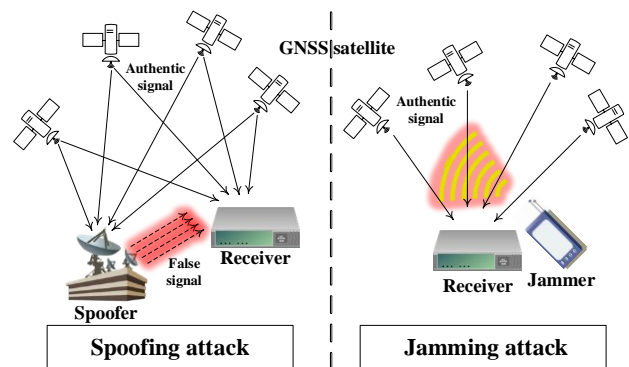 GNSS satellite
Authentic
signal
Authentic
signal
False
signal
Receiver
Spoofer
Receiver
Jammer
Spoofing attack
Jamming attack